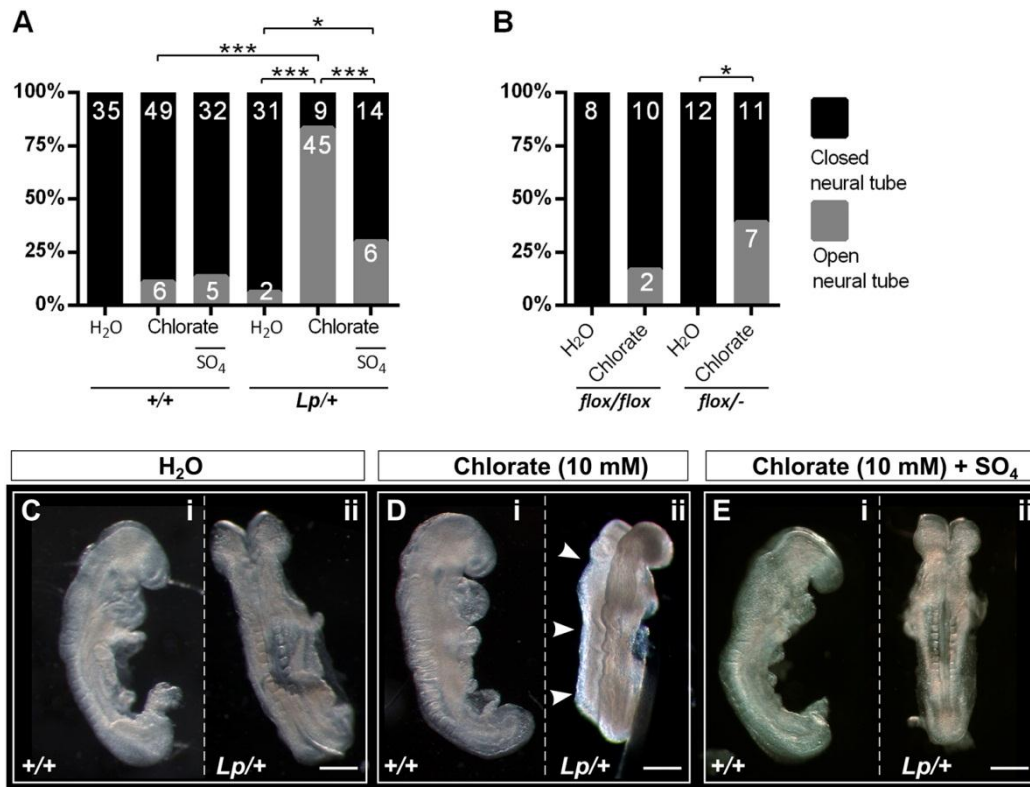 A
*
***
*** ***
100%
75%
50%
25%
0%
35 49 32 31 9 14
45
6 5 2 6
H₂O Chlorate H₂O Chlorate
SO₄ SO₄
+/+ Lp/+
B
*
100%
75%
50%
25%
0%
8 10 12 11
2 7
H₂O Chlorate H₂O Chlorate
flox/flox flox/-
Closed
neural tube
Open
neural tube
H₂O
C i ii
+/+ Lp/+
Chlorate (10 mM)
D i ii
+/+ Lp/+
Chlorate (10 mM) + SO₄
E i ii
+/+ Lp/+